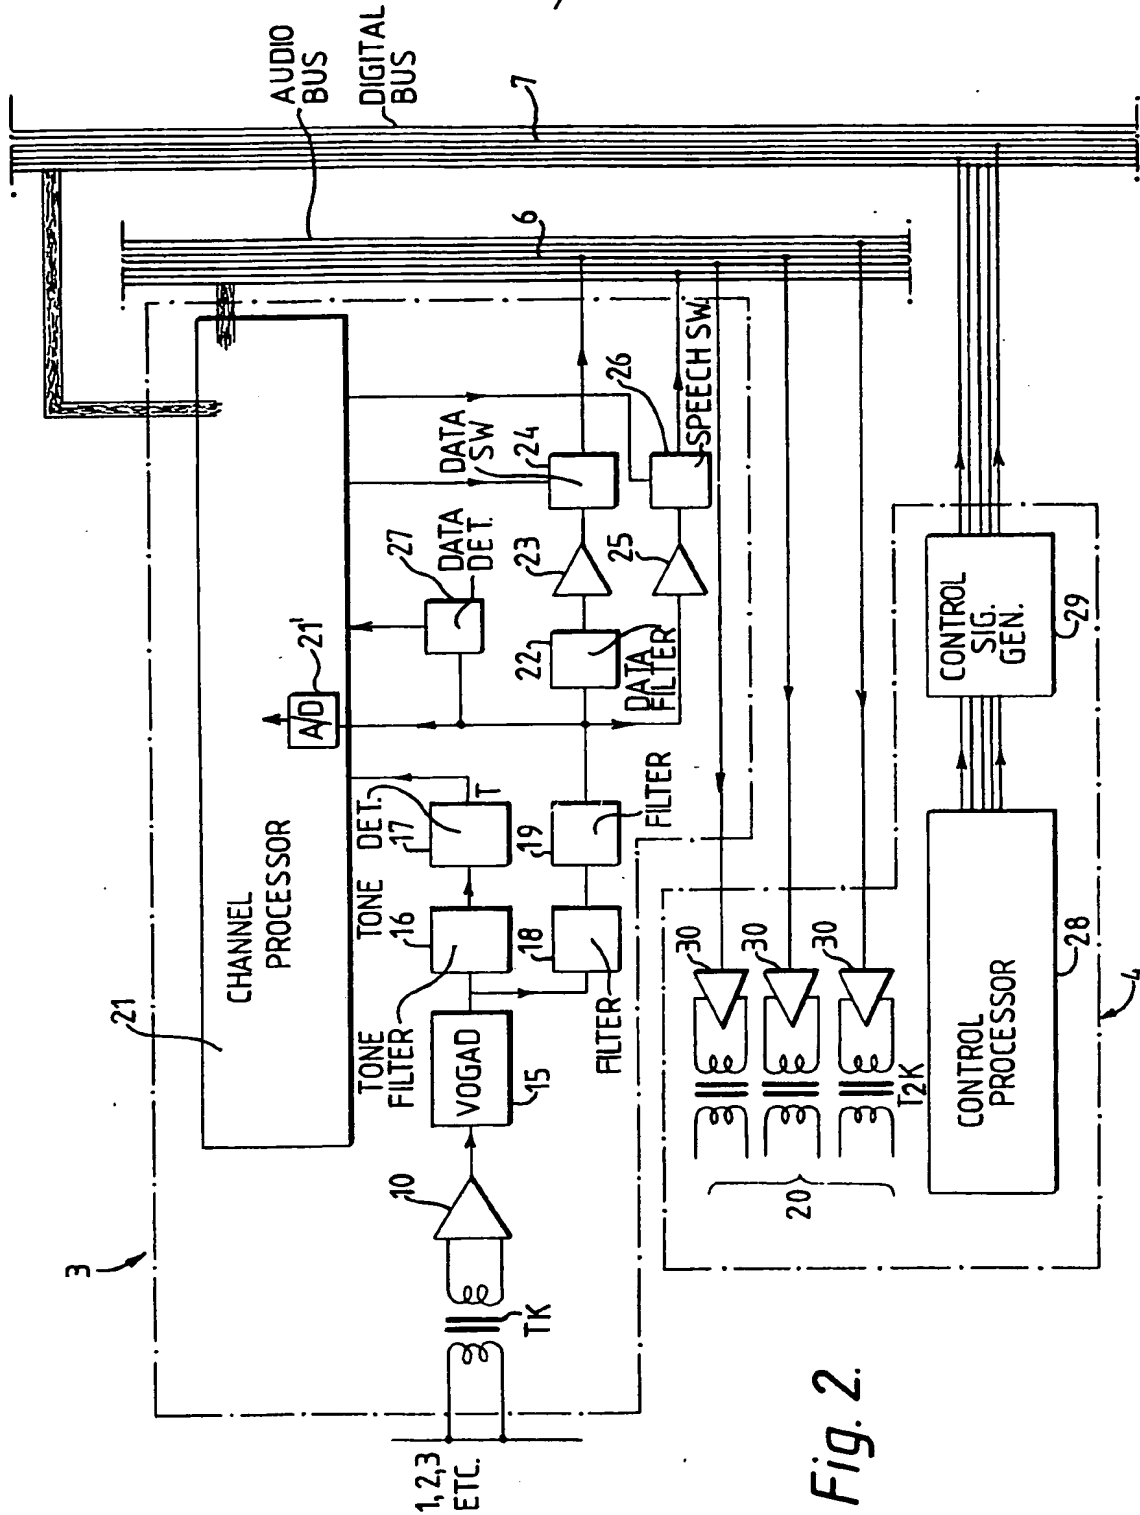 AUDIO
BUS
DIGITAL
BUS
7
6
3
21
CHANNEL
PROCESSOR
A/D
21'
27
DATA
DET.
DATA
SW
24
26
SPEECH SW.
23
25
22
DATA
FILTER
TONE DET.
17
T
16
TONE
FILTER
19
FILTER
18
FILTER
VOGAD
15
10
TK
1,2,3
ETC.
30
30
30
T2K
20
CONTROL
SIG.
GEN.
29
CONTROL
PROCESSOR
28
4
Fig. 2.